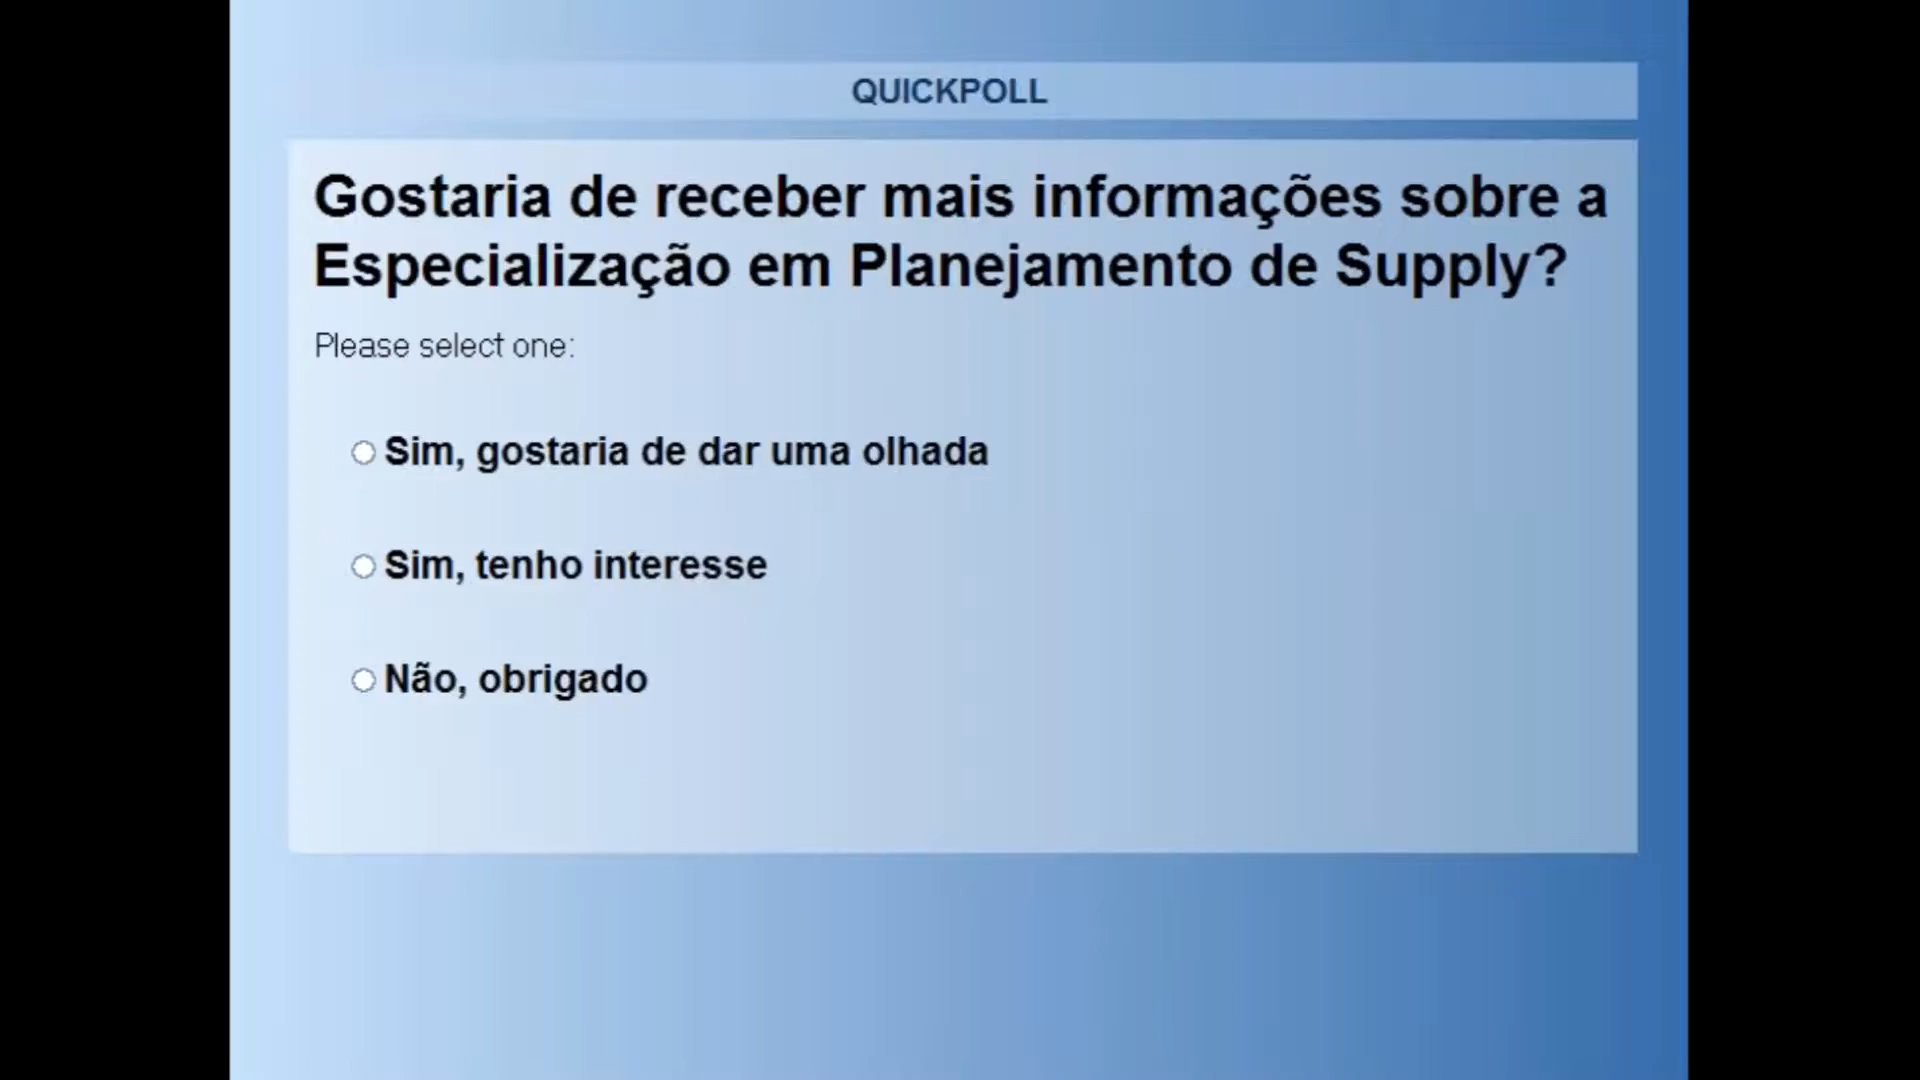 QUICKPOLL
Gostaria de receber mais informações sobre a
Especialização em Planejamento de Supply?
Please select one:
Sim, gostaria de dar uma olhada
Sim, tenho interesse
Não, obrigado